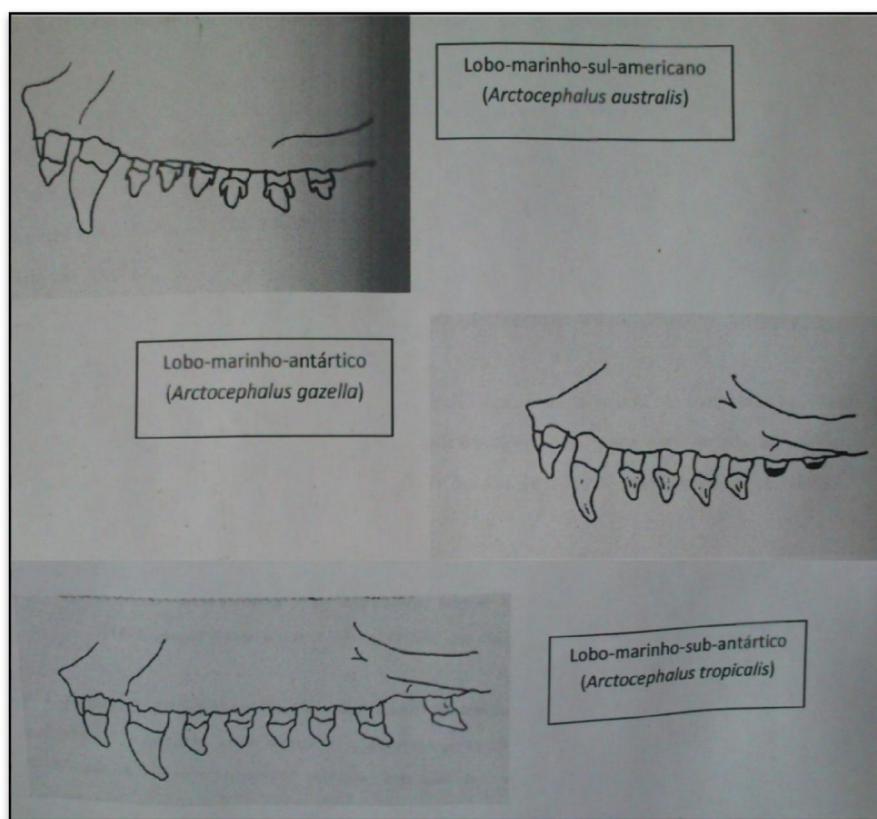 Lobo-marinho-sul-americano
(Arctocephalus australis)
Lobo-marinho-antártico
(Arctocephalus gazella)
Lobo-marinho-sub-antártico
(Arctocephalus tropicalis)